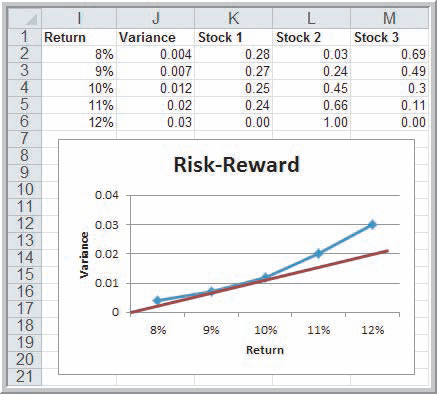 I J K L M
1 Return Variance Stock 1 Stock 2 Stock 3
2 8% 0.004 0.28 0.03 0.69
3 9% 0.007 0.27 0.24 0.49
4 10% 0.012 0.25 0.45 0.3
5 11% 0.02 0.24 0.66 0.11
6 12% 0.03 0.00 1.00 0.00
7
8
9
10
11
12
13
14
15
16
17
18
19
20
21
Risk-Reward
0.04
0.03
0.02
0.01
0
Variance
8% 9% 10% 11% 12%
Return